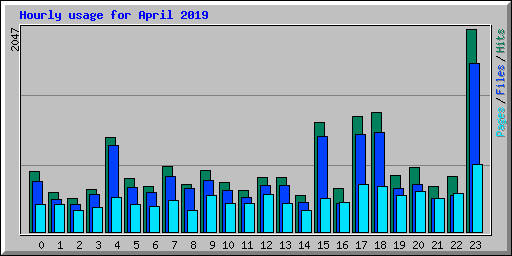 Hourly usage for April 2019
2047
Pages / Files / Hits
0 1 2 3 4 5 6 7 8 9 10 11 12 13 14 15 16 17 18 19 20 21 22 23